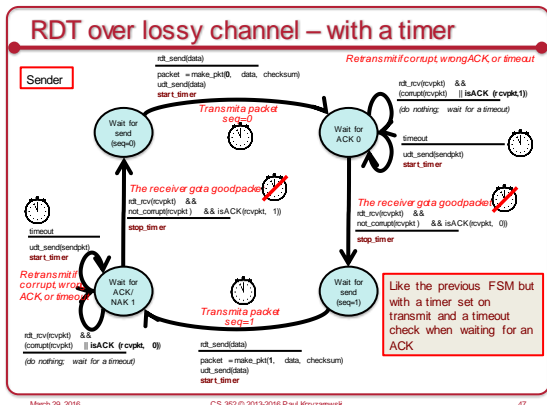 RDT over lossy channel – with a timer
Sender
rdt_send(data)
packet = make_pkt(0, data, checksum)
udt_send(data)
start_timer
Transmit a packet
seq=0
Retransmit if corrupt, wrong ACK, or timeout
rdt_rcv(rcvpkt) &&
(corrupt(rcvpkt) || isACK (rcvpkt,1))
(do nothing; wait for a timeout)
Wait for
send
(seq=0)
Wait for
ACK 0
timeout
udt_send(sendpkt)
start_timer
The receiver got a good packet
rdt_rcv(rcvpkt) &&
not_corrupt(rcvpkt) && isACK(rcvpkt, 1))
stop_timer
The receiver got a good packet
rdt_rcv(rcvpkt) &&
not_corrupt(rcvpkt) && isACK(rcvpkt, 0))
stop_timer
timeout
udt_send(sendpkt)
start_timer
Retransmit if
corrupt, wrong
ACK, or timeout
Wait for
ACK/
NAK 1
Transmit a packet
seq=1
Wait for
send
(seq=1)
Like the previous FSM but
with a timer set on
transmit and a timeout
check when waiting for an
ACK
rdt_rcv(rcvpkt) &&
(corrupt(rcvpkt) || isACK (rcvpkt, 0))
(do nothing; wait for a timeout)
rdt_send(data)
packet = make_pkt(1, data, checksum)
udt_send(data)
start_timer
March 29, 2016
CS 352 © 2013-2016 Paul Krzyzanowski
47